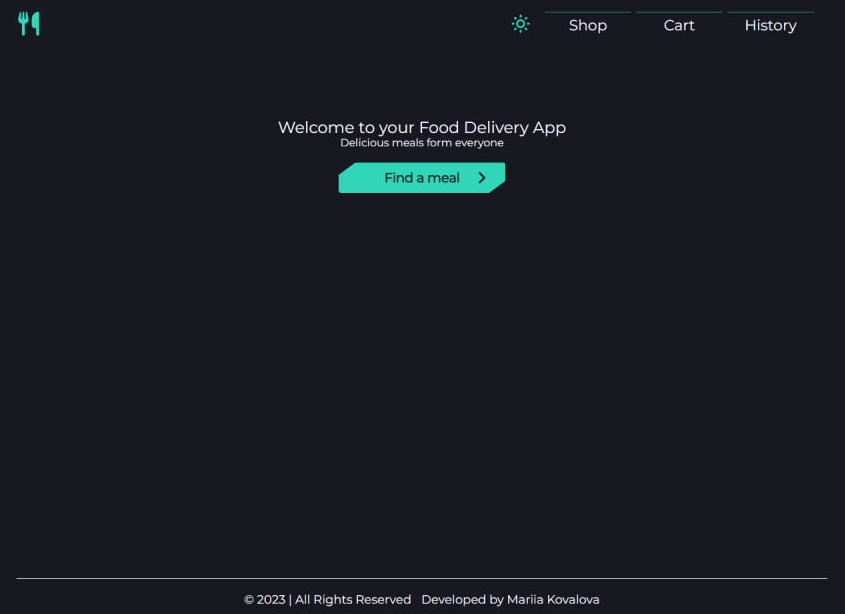 Shop Cart History
Welcome to your Food Delivery App
Delicious meals form everyone
Find a meal
© 2023 | All Rights Reserved Developed by Mariia Kovalova